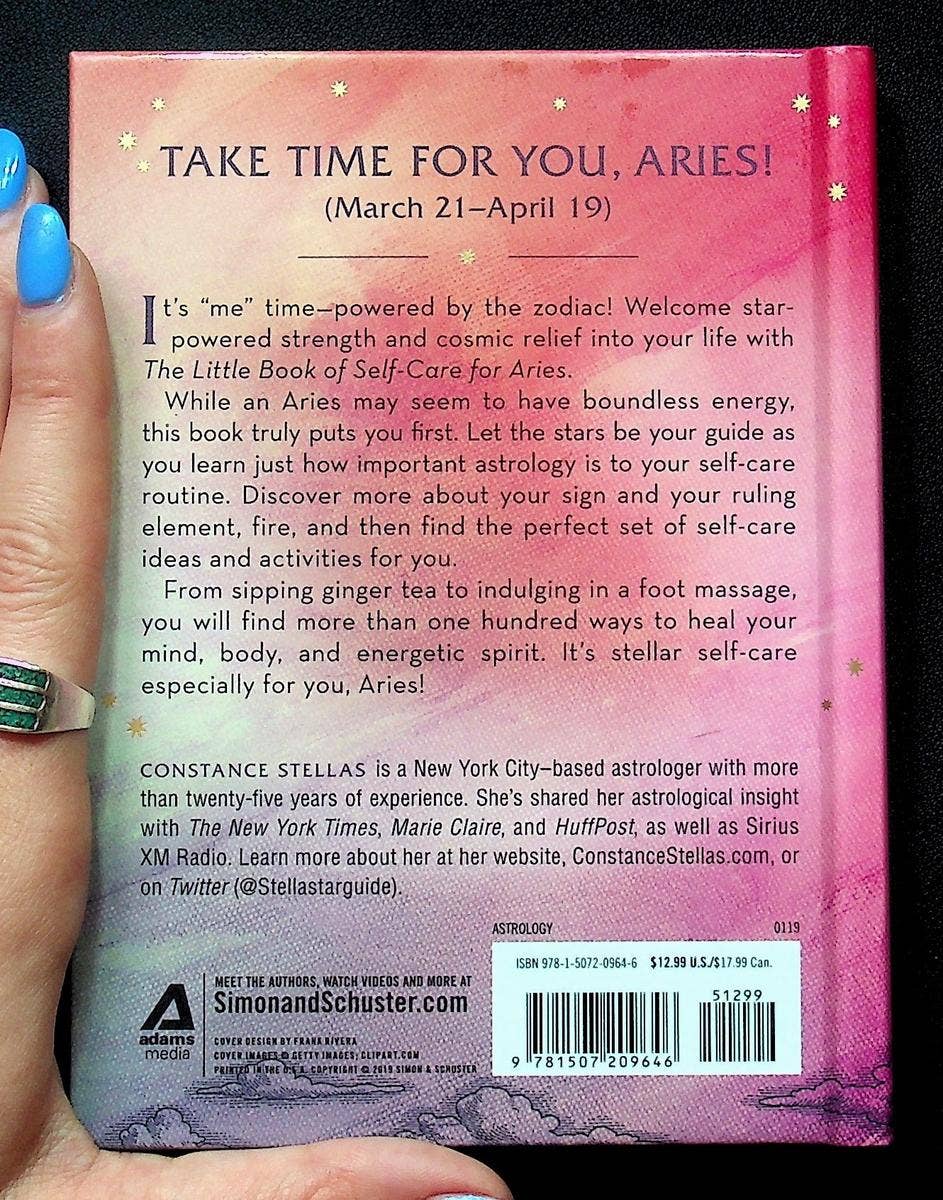 TAKE TIME FOR YOU, ARIES!
(March 21–April 19)
It's “me” time—powered by the zodiac! Welcome star-
powered strength and cosmic relief into your life with
The Little Book of Self-Care for Aries.
While an Aries may seem to have boundless energy,
this book truly puts you first. Let the stars be your guide as
you learn just how important astrology is to your self-care
routine. Discover more about your sign and your ruling
element, fire, and then find the perfect set of self-care
ideas and activities for you.
From sipping ginger tea to indulging in a foot massage,
you will find more than one hundred ways to heal your
mind, body, and energetic spirit. It's stellar self-care
especially for you, Aries!
CONSTANCE STELLAS is a New York City–based astrologer with more
than twenty-five years of experience. She's shared her astrological insight
with The New York Times, Marie Claire, and HuffPost, as well as Sirius
XM Radio. Learn more about her at her website, ConstanceStellas.com, or
on Twitter (@Stellastarguide).
ASTROLOGY 0119
ISBN 978-1-5072-0964-6 $12.99 U.S./$17.99 Can.
51299
9 781507 209646
adams
media
MEET THE AUTHORS, WATCH VIDEOS AND MORE AT
SimonandSchuster.com
COVER DESIGN BY FRANK RIVERA
COVER IMAGES © GETTY IMAGES; CLIPART.COM
PRINTED IN THE U.S.A. COPYRIGHT © 2019 SIMON & SCHUSTER